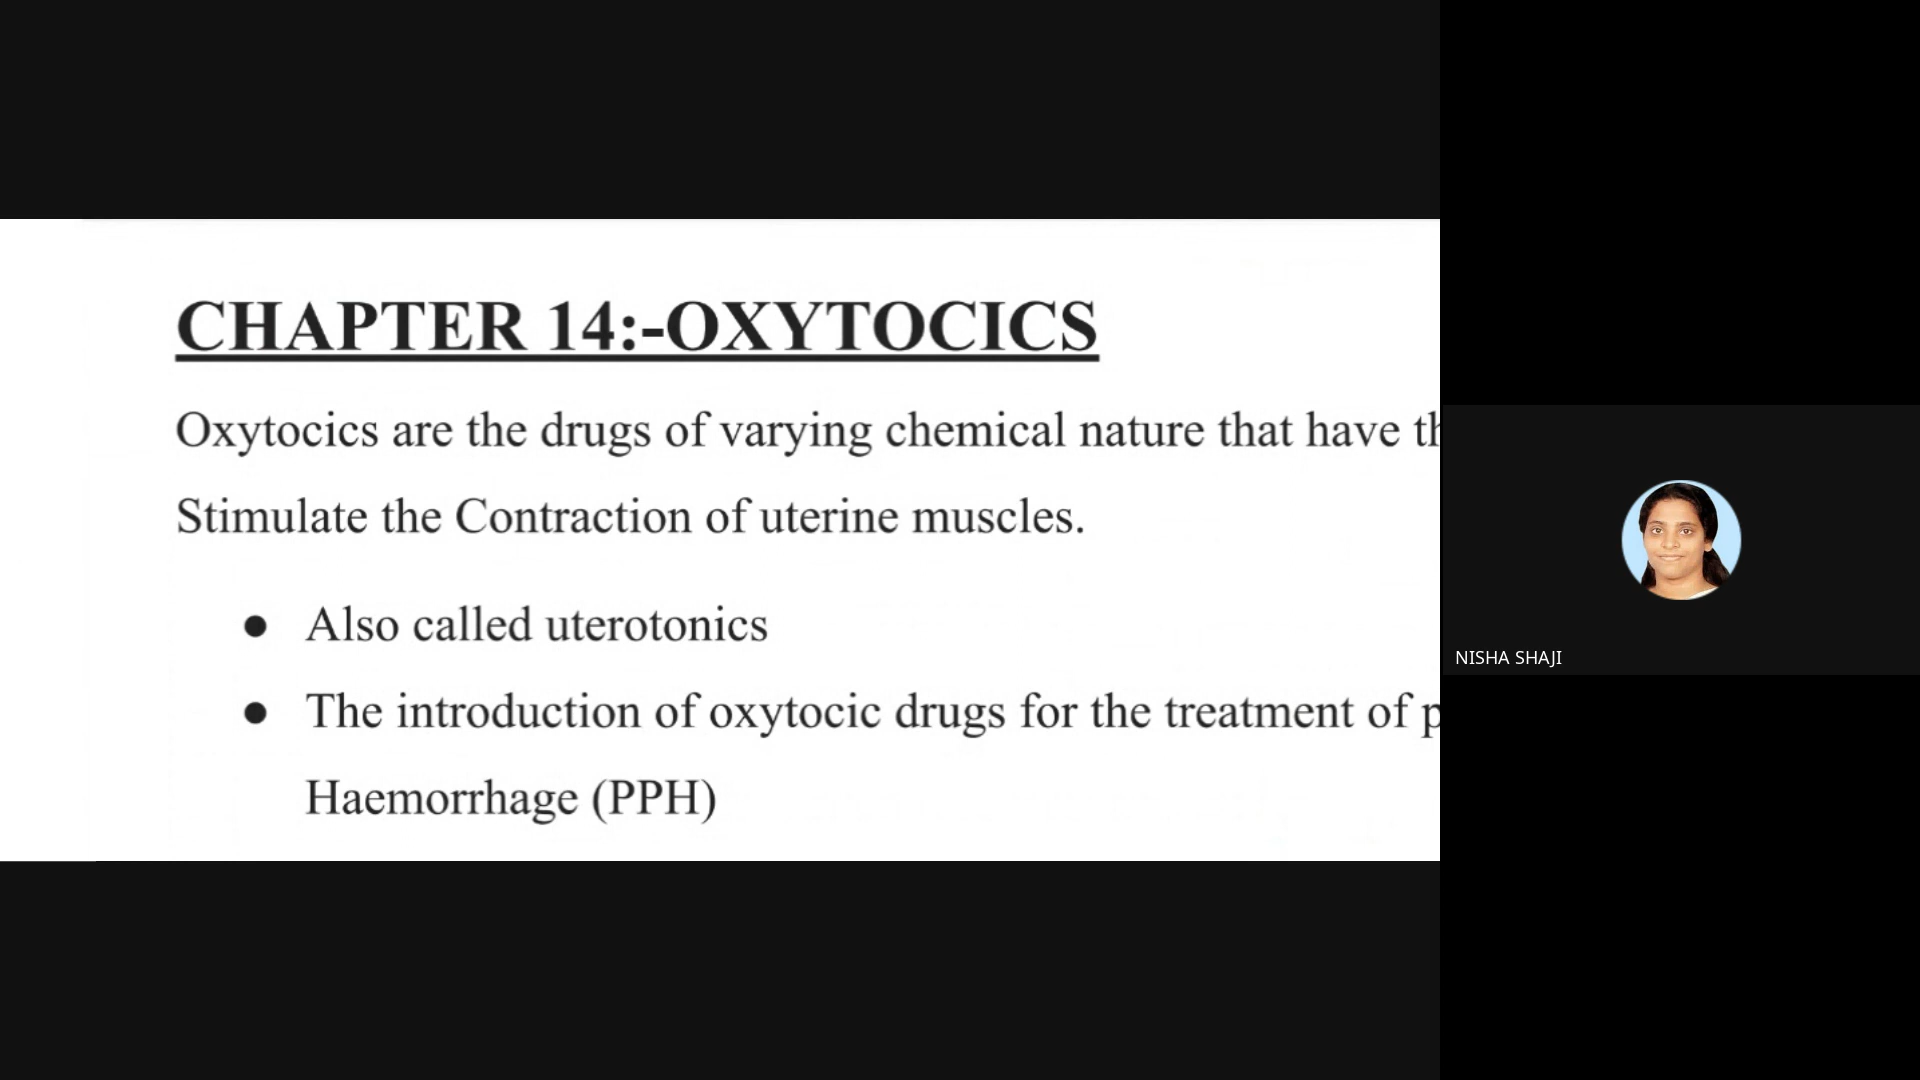 CHAPTER 14:-OXYTOCICS
Oxytocics are the drugs of varying chemical nature that have
Stimulate the Contraction of uterine muscles.
● Also called uterotonics
● The introduction of oxytocic drugs for the treatment of
Haemorrhage (PPH)
NISHA SHAJI